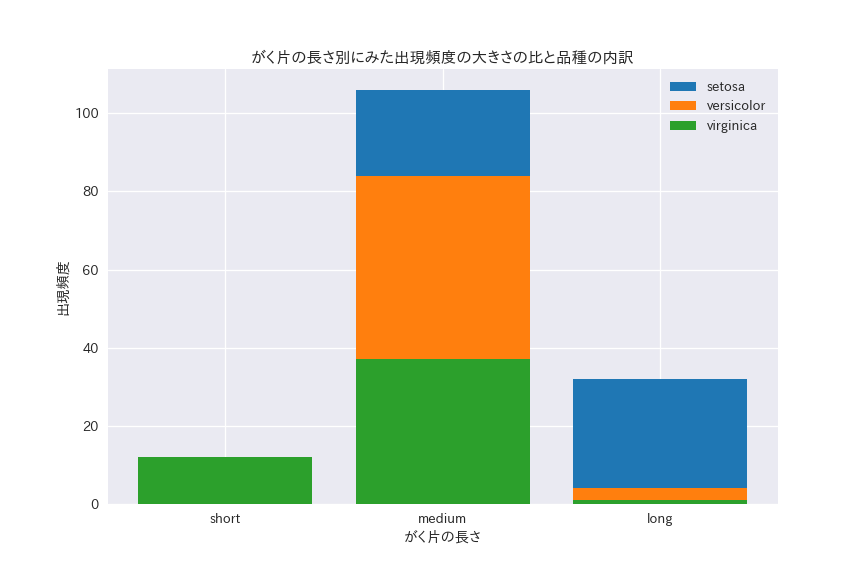 がく片の長さ別にみた出現頻度の大きさの比と品種の内訳
setosa
versicolor
virginica
100
80
60
40
20
0
出現頻度
short
medium
long
がく片の長さ